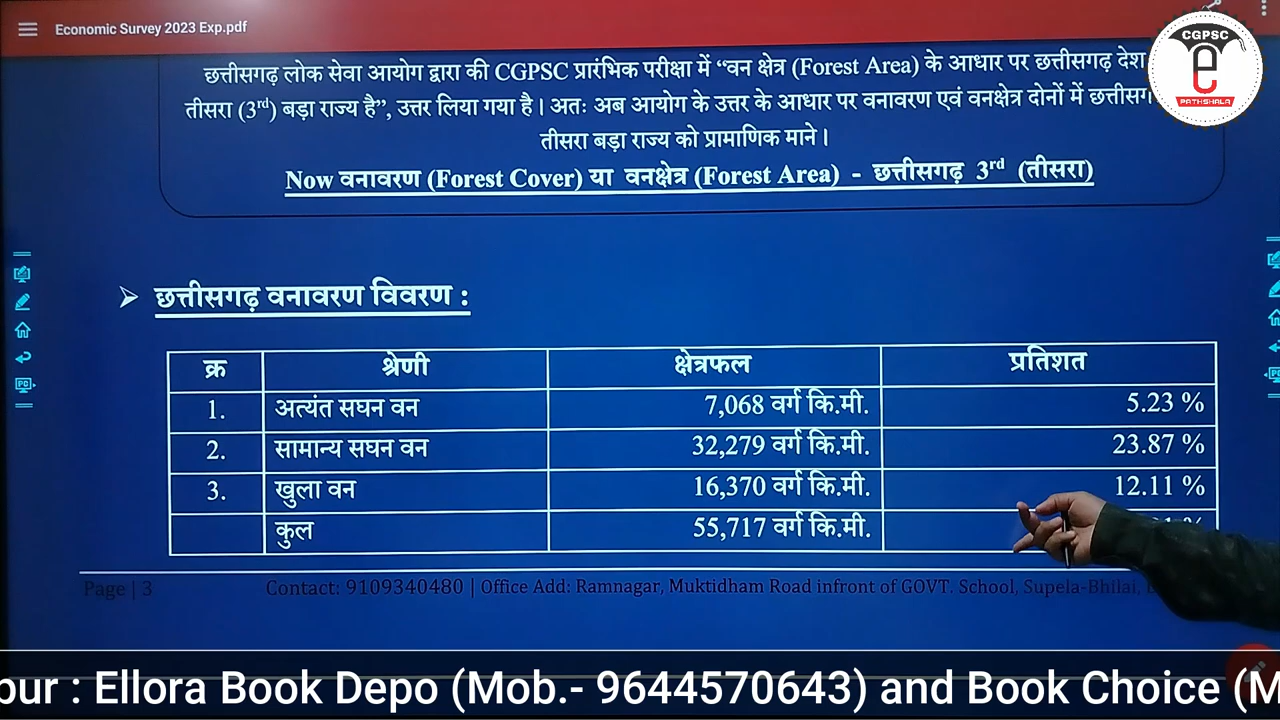 Economic Survey 2023 Exp.pdf
CGPSC
e
PATHSHALA
छत्तीसगढ़ लोक सेवा आयोग द्वारा की CGPSC प्रारंभिक परीक्षा में “वन क्षेत्र (Forest Area) के आधार पर छत्तीसगढ़ देश
तीसरा (3rd) बड़ा राज्य है”, उत्तर लिया गया है। अतः अब आयोग के उत्तर के आधार पर वनावरण एवं वनक्षेत्र दोनों में
तीसरा बड़ा राज्य को प्रामाणिक माने।
Now वनावरण (Forest Cover) या वनक्षेत्र (Forest Area) - छत्तीसगढ़ 3rd (तीसरा)
➢ छत्तीसगढ़ वनावरण विवरण :
क्र श्रेणी क्षेत्रफल प्रतिशत
1. अत्यंत सघन वन 7,068 वर्ग कि.मी. 5.23 %
2. सामान्य सघन वन 32,279 वर्ग कि.मी. 23.87 %
3. खुला वन 16,370 वर्ग कि.मी. 12.11 %
कुल 55,717 वर्ग कि.मी.
Page | 3 Contact: 9109340480 | Office Add: Ramnagar, Muktidham Road infront of GOVT. School, Supela-Bhilai,
pur : Ellora Book Depo (Mob.- 9644570643) and Book Choice (M